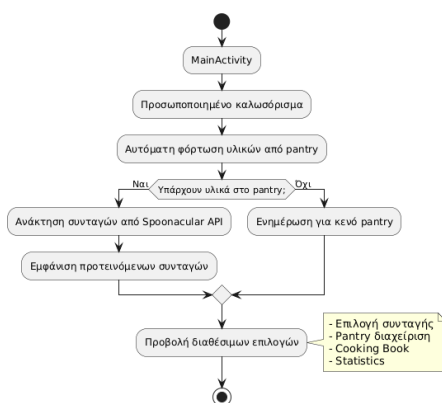 MainActivity
Προσωποποιημένο καλωσόρισμα
Αυτόματη φόρτωση υλικών από pantry
Ναι
Υπάρχουν υλικά στο pantry;
Όχι
Ανάκτηση συνταγών από Spoonacular API
Ενημέρωση για κενό pantry
Εμφάνιση προτεινόμενων συνταγών
Προβολή διαθέσιμων επιλογών
- Επιλογή συνταγής
- Pantry διαχείριση
- Cooking Book
- Statistics